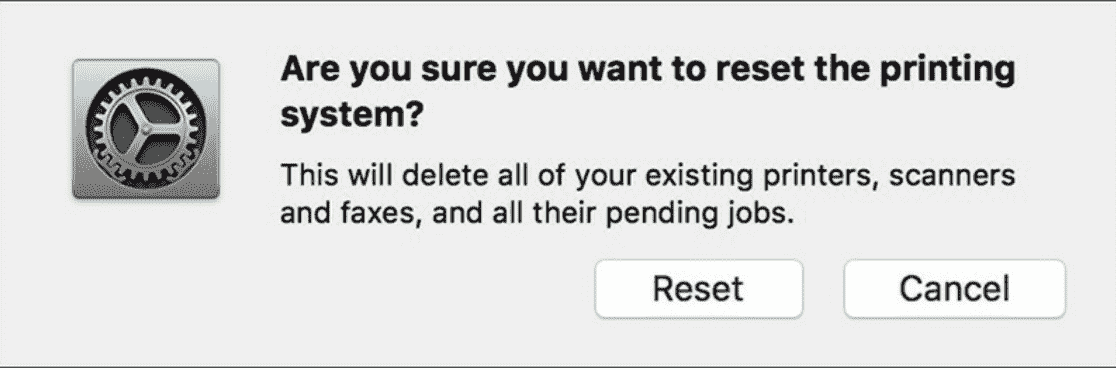 Are you sure you want to reset the printing
system?
This will delete all of your existing printers, scanners
and faxes, and all their pending jobs.
Reset
Cancel